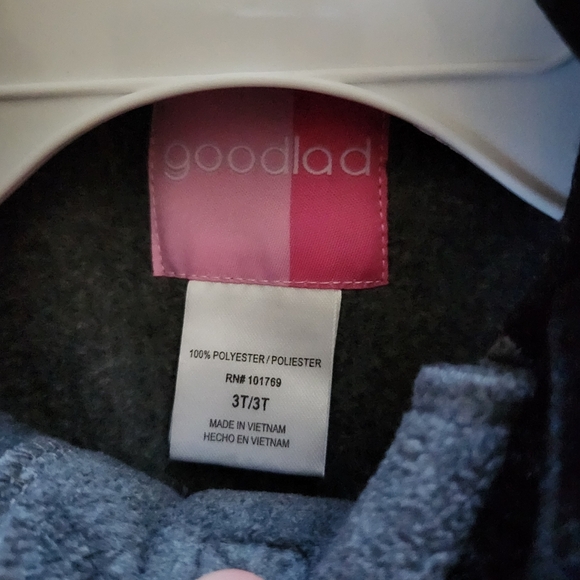 goodlad
100% POLYESTER / POLIESTER
RN# 101769
3T/3T
MADE IN VIETNAM
HECHO EN VIETNAM